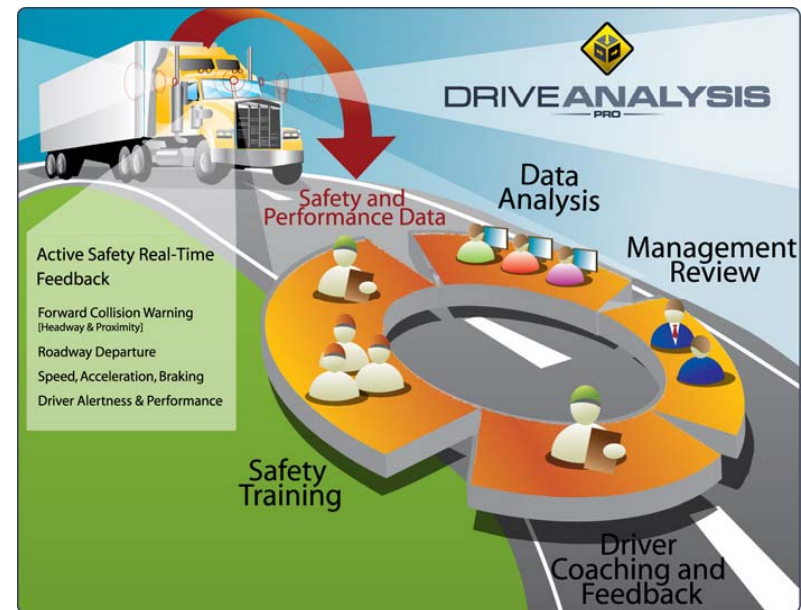 DRIVEANALYSIS
PRO
Safety and
Performance Data
Data
Analysis
Management
Review
Active Safety Real-Time
Feedback
Forward Collision Warning
[Headway & Proximity]
Roadway Departure
Speed, Acceleration, Braking
Driver Alertness & Performance
Safety
Training
Driver
Coaching and
Feedback